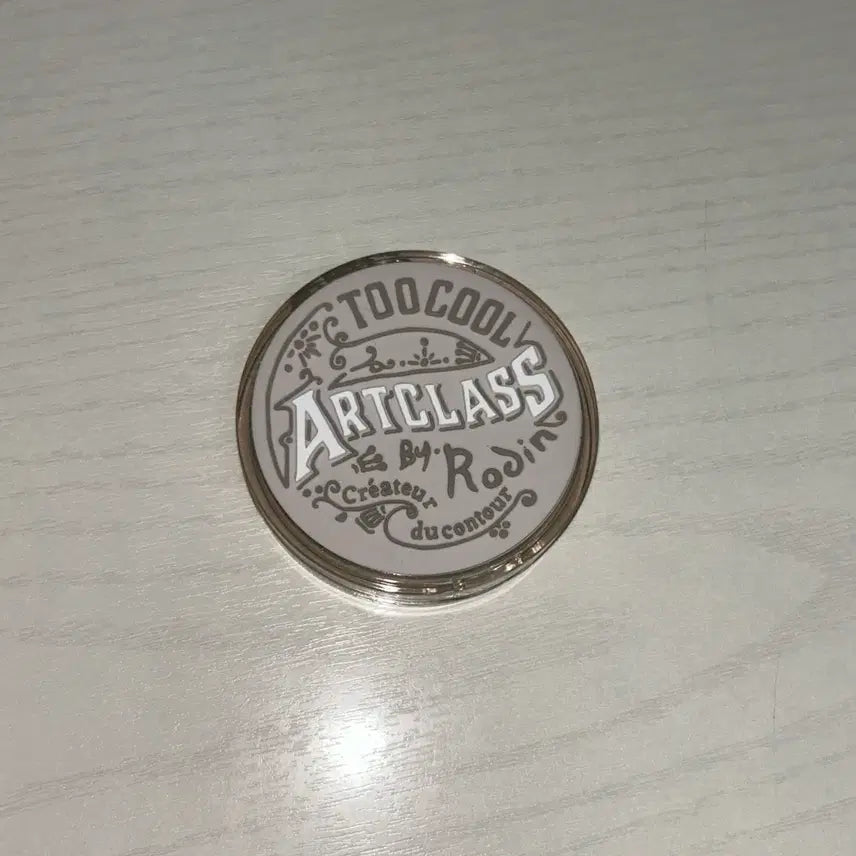 TOO COOL
ARTCLASS
By. Rodin
Créateur
du contour